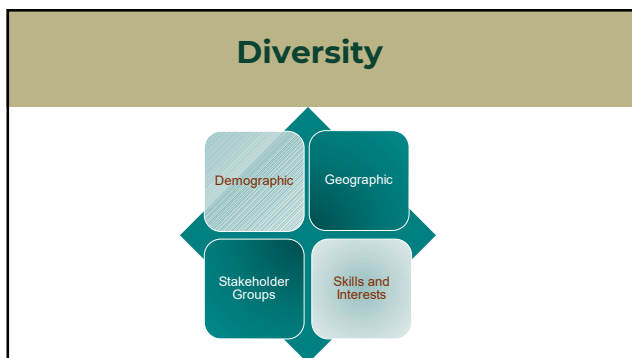 Diversity
Demographic
Geographic
Stakeholder
Groups
Skills and
Interests